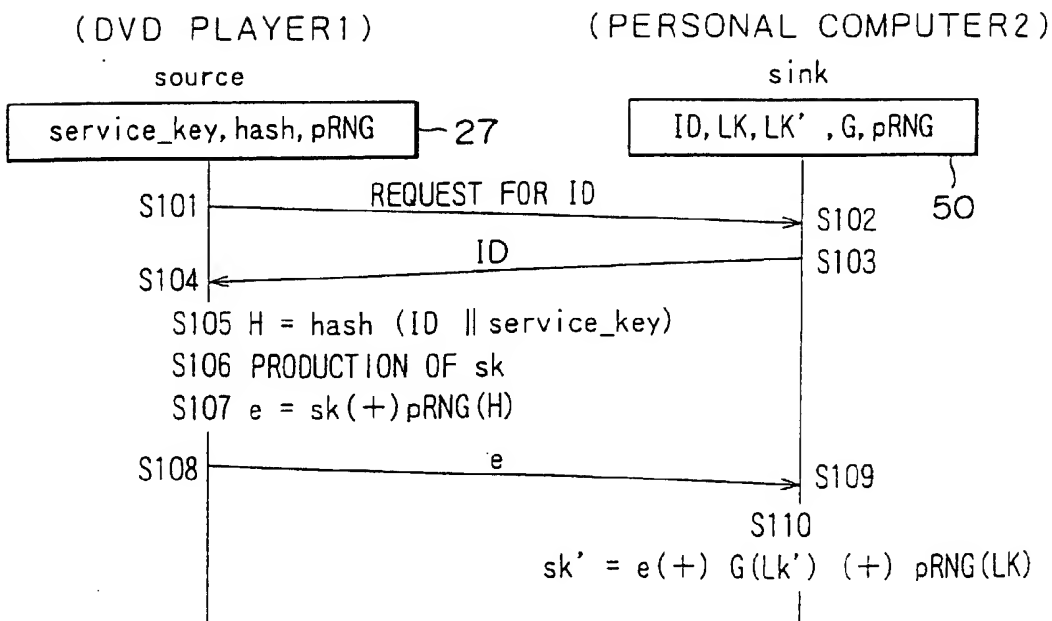 (DVD PLAYER1)
(PERSONAL COMPUTER2)
source
sink
service_key, hash, pRNG
27
ID, LK, LK' , G, pRNG
50
S101
REQUEST FOR ID
S102
ID
S103
S104
S105 H = hash (ID || service_key)
S106 PRODUCTION OF sk
S107 e = sk(+)pRNG(H)
S108
e
S109
S110
sk' = e(+) G(Lk') (+) pRNG(LK)